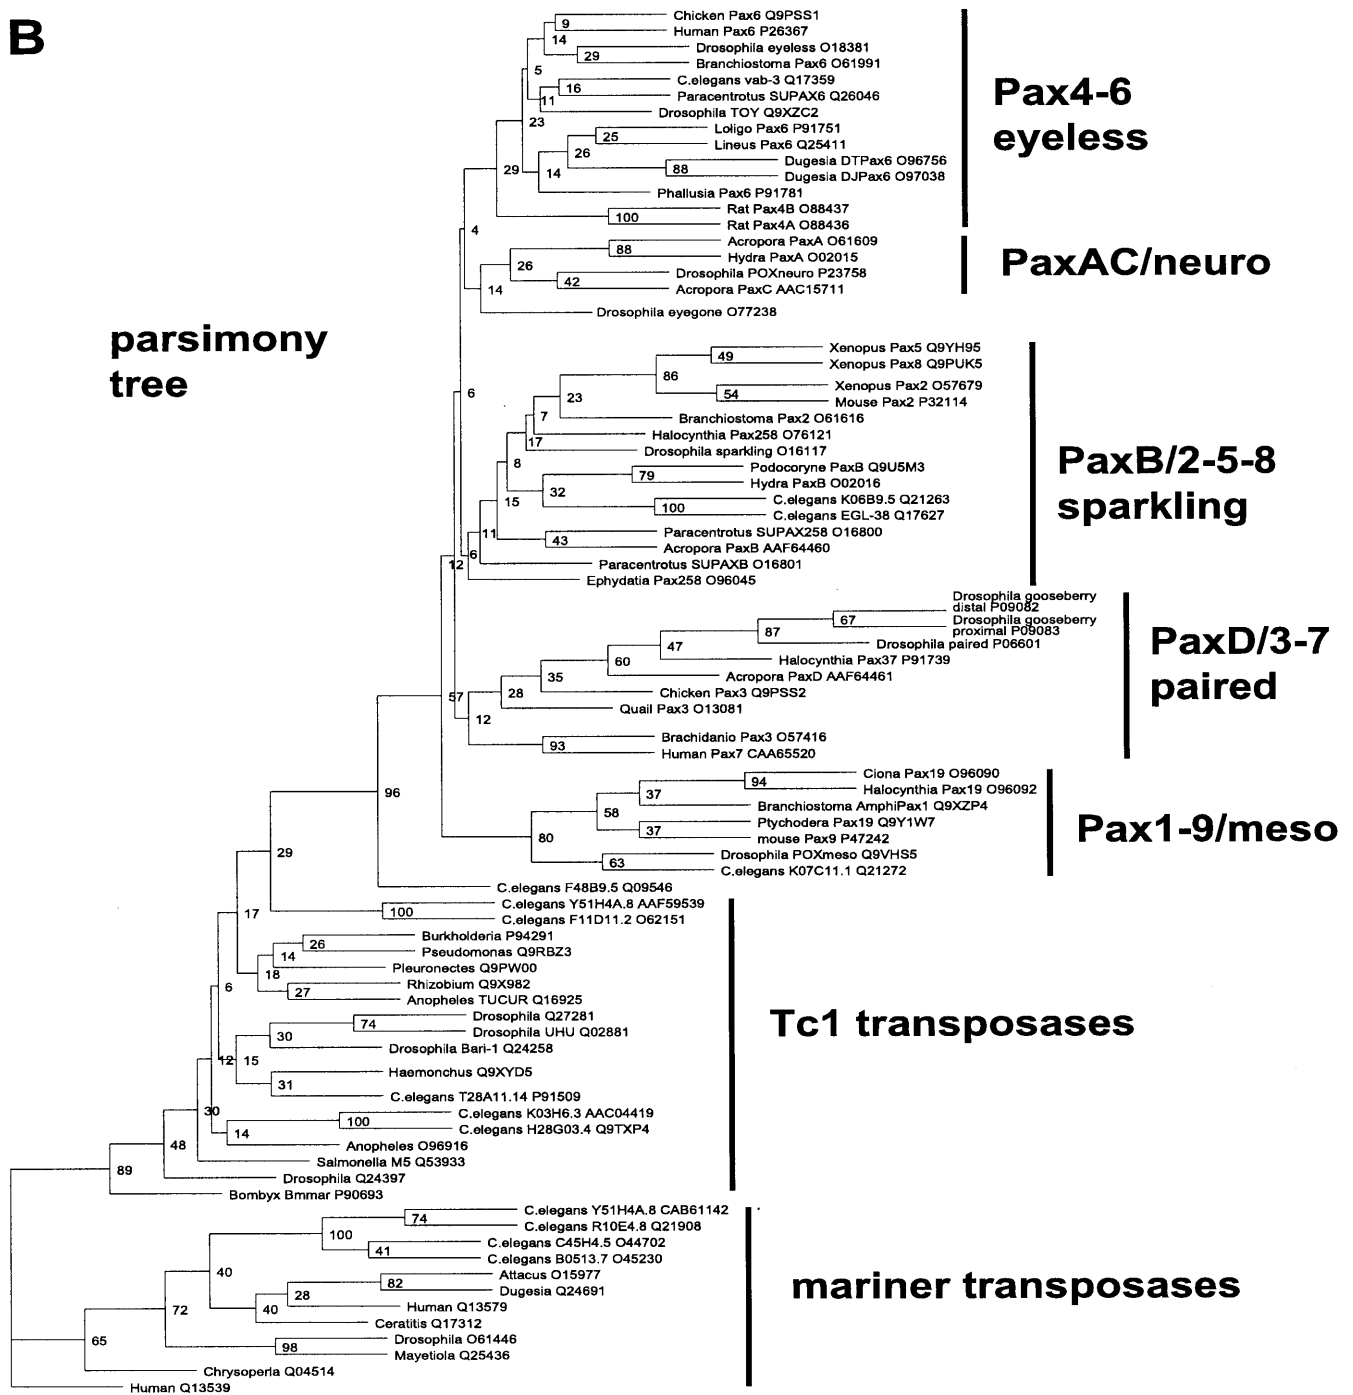 B
parsimony
tree
Chicken Pax6 Q9PSS1
9
Human Pax6 P26367
14
Drosophila eyeless O18381
29
Branchiostoma Pax6 O61991
5
C.elegans vab-3 Q17359
16
Paracentrotus SUPAX6 Q26046
11
Drosophila TOY Q9XZC2
23
Loligo Pax6 P91751
25
Lineus Pax6 Q25411
26
Dugesia DTPax6 O96756
88
Dugesia DJPax6 O97038
29
14
Phallusia Pax6 P91781
Rat Pax4B O88437
100
Rat Pax4A O88436
Pax4-6
eyeless
4
Acropora PaxA O61609
88
Hydra PaxA O02015
26
Drosophila POXneuro P23758
42
Acropora PaxC AAC15711
14
Drosophila eyegone O77238
PaxAC/neuro
6
Xenopus Pax5 Q9YH95
49
Xenopus Pax8 Q9PUK5
86
Xenopus Pax2 O57679
54
Mouse Pax2 P32114
23
Branchiostoma Pax2 O61616
7
Halocynthia Pax258 O76121
17
Drosophila sparkling O16117
8
Podocoryne PaxB Q9U5M3
79
Hydra PaxB O02016
32
C.elegans K06B9.5 Q21263
100
C.elegans EGL-38 Q17627
15
Paracentrotus SUPAX258 O16800
43
Acropora PaxB AAF64460
11
Paracentrotus SUPAXB O16801
6
Ephydatia Pax258 O96045
12
PaxB/2-5-8
sparkling
Drosophila gooseberry
distal P09082
67
Drosophila gooseberry
proximal P09083
87
Drosophila paired P06601
47
Halocynthia Pax37 P91739
60
Acropora PaxD AAF64461
35
Chicken Pax3 Q9PSS2
28
Quail Pax3 O13081
57
12
Brachidanio Pax3 O57416
93
Human Pax7 CAA65520
PaxD/3-7
paired
96
Ciona Pax19 O96090
94
Halocynthia Pax19 O96092
37
Branchiostoma AmphiPax1 Q9XZP4
58
Ptychodera Pax19 Q9Y1W7
37
mouse Pax9 P47242
80
Drosophila POXmeso Q9VHS5
63
C.elegans K07C11.1 Q21272
Pax1-9/meso
29
C.elegans F48B9.5 Q09546
C.elegans Y51H4A.8 AAF59539
100
C.elegans F11D11.2 O62151
17
Burkholderia P94291
26
Pseudomonas Q9RBZ3
14
Pleuronectes Q9PW00
18
Rhizobium Q9X982
27
Anopheles TUCUR Q16925
6
Drosophila Q27281
74
Drosophila UHU Q02881
30
Drosophila Bari-1 Q24258
12
15
Haemonchus Q9XYD5
31
C.elegans T28A11.14 P91509
30
C.elegans K03H6.3 AAC04419
100
C.elegans H28G03.4 Q9TXP4
14
Anopheles O96916
48
Salmonella M5 Q53933
89
Drosophila Q24397
Bombyx Bmmar P90693
Tc1 transposases
C.elegans Y51H4A.8 CAB61142
74
C.elegans R10E4.8 Q21908
100
C.elegans C45H4.5 O44702
41
C.elegans B0513.7 O45230
40
Attacus O15977
82
Dugesia Q24691
28
Human Q13579
40
Ceratitis Q17312
72
Drosophila O61446
98
Mayetiola Q25436
65
Chrysoperla Q04514
Human Q13539
mariner transposases